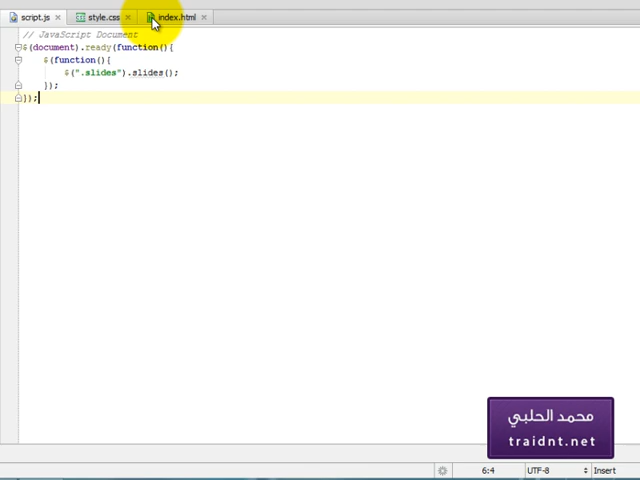 script.js
style.css
index.html
// JavaScript Document
$(document).ready(function(){
$(function(){
$(".slides").slides();
});
});
محمد الحلبي
traidnt.net
6:4
UTF-8
Insert